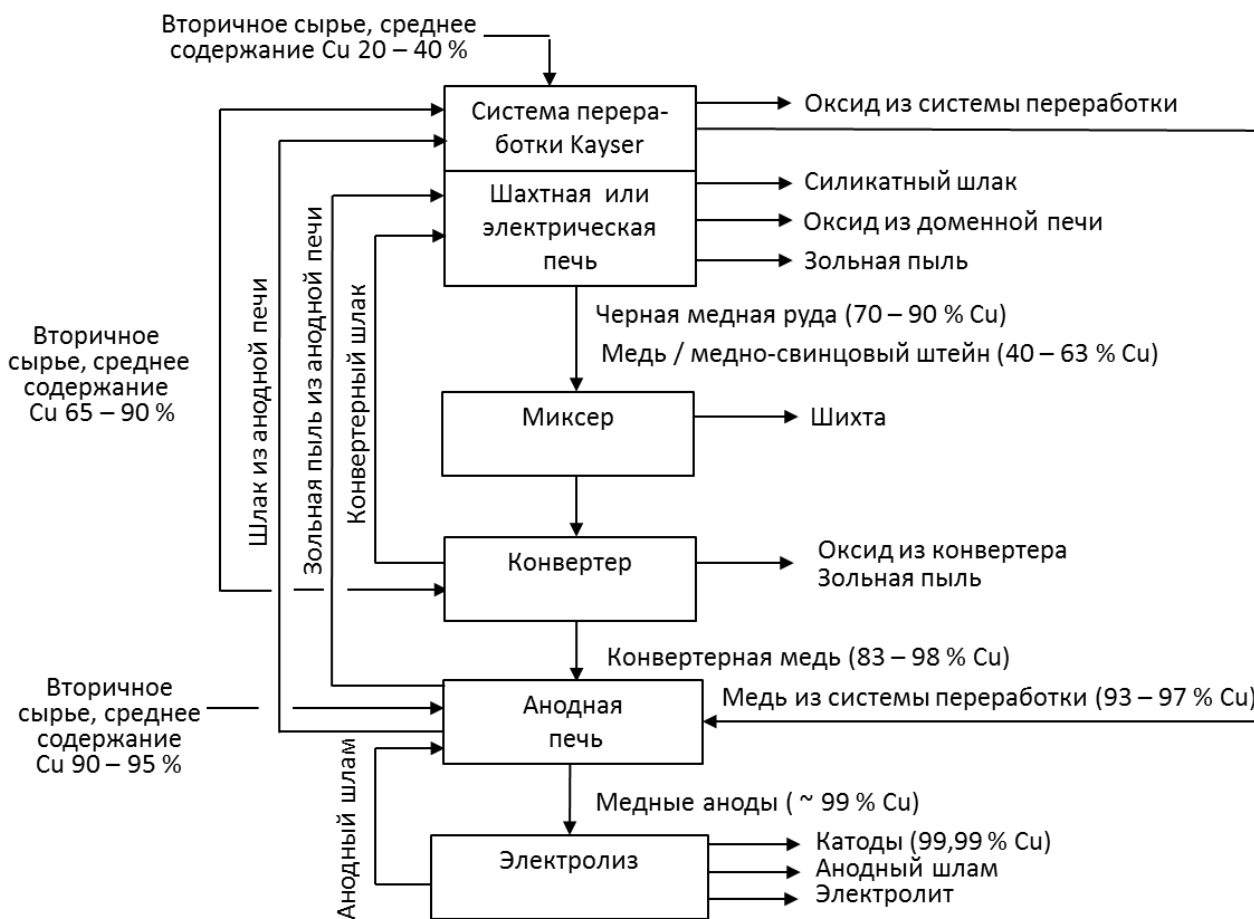 Вторичное сырье, среднее
содержание Cu 20 – 40 %
Система перера-
ботки Kayser
Оксид из системы переработки
Шахтная или
электрическая
печь
Силикатный шлак
Оксид из доменной печи
Зольная пыль
Черная медная руда (70 – 90 % Cu)
Медь / медно-свинцовый штейн (40 – 63 % Cu)
Вторичное
сырье, среднее
содержание
Cu 65 – 90 %
Шлак из анодной печи
Зольная пыль из анодной печи
Конвертерный шлак
Миксер
Шихта
Конвертер
Оксид из конвертера
Зольная пыль
Конвертерная медь (83 – 98 % Cu)
Вторичное
сырье, среднее
содержание
Cu 90 – 95 %
Анодная
печь
Медь из системы переработки (93 – 97 % Cu)
Анодный шлам
Медные аноды ( ~ 99 % Cu)
Электролиз
Катоды (99,99 % Cu)
Анодный шлам
Электролит